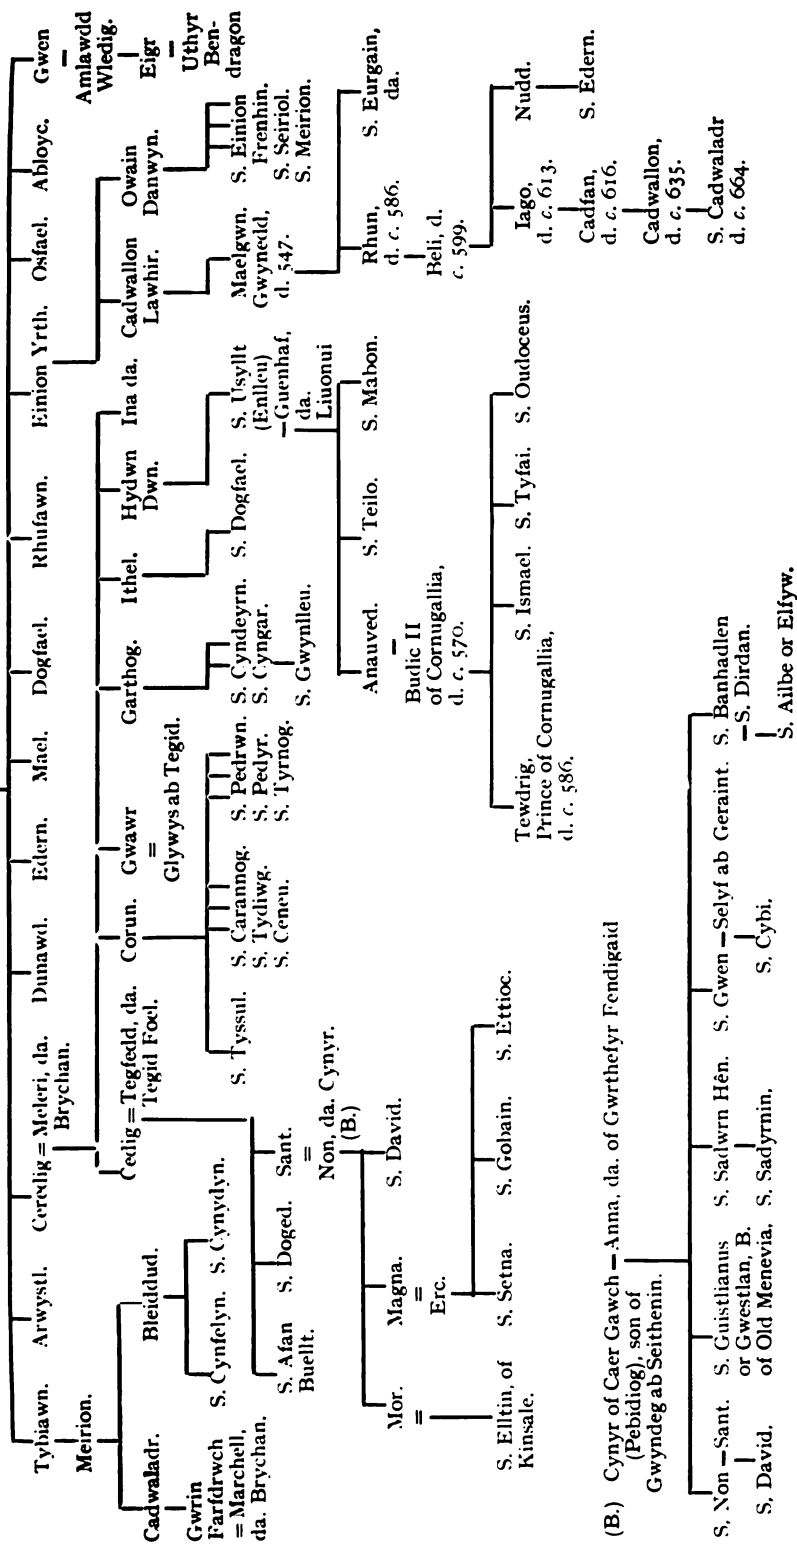 Tybiawn. Arwystl. Ceredig = Meleri, da. Dunawd. Edern. Mael. Dogfael. Rhufawn. Einion Yrth. Osfael. Abloyc. Gwen
Brychan.
=
Amlawdd
Wledig.
Eigr
=
Uthyr
Ben-
dragon
Meirion.
Cadwaladr. Bleiddud.
Gwrin
Farfdrwch
= Marchell,
da. Brychan.
S. Cynfelyn. S. Cynydyn.
Cedig = Tegfedd, da.
Tegid Foel.
Corun. Gwawr
=
Glywys ab Tegid.
Garthog. Ithel. Hydwn
Dwn.
Ina da.
Cadwallon
Lawhir.
Owain
Danwyn.
S. Afan
Buellt.
S. Doged. Sant.
=
Non, da. Cynyr.
(B.)
S. Tyssul. S. Carannog.
S. Tydiwg.
S. Ceneu.
S. Pedrwn.
S. Pedyr.
S. Tyrnog.
S. Cyndeyrn.
S. Cyngar.
S. Gwynlleu.
S. Dogfael.
S. Usyllt
(Enlleu)
=Guenhaf,
da.
Liuonui
Maelgwn.
Gwynedd,
d. 547.
S. Einion
Frenhin.
S. Seiriol.
S. Meirion.
Mor.
=
Magna.
=
Erc.
S. David.
S. Elltin, of
Kinsale.
S. Setna. S. Gobain. S. Ettioc.
Anauved.
=
Budic II
of Cornugallia,
d. c. 570.
S. Teilo. S. Mabon.
Tewdrig,
Prince of Cornugallia,
d. c. 586.
S. Ismael. S. Tyfai. S. Oudoceus.
Rhun,
d. c. 586.
S. Eurgain,
da.
Beli, d.
c. 599.
Iago,
d. c. 613.
Nudd.
Cadfan,
d. c. 616.
S. Edern.
Cadwallon,
d. c. 635.
S. Cadwaladr
d. c. 664.
(B.) Cynyr of Caer Gawch = Anna, da. of Gwrthefyr Fendigaid
(Pebidiog), son of
Gwyndeg ab Seithenin.
S. Non = Sant. S. Guistlianus
or Gwestlan, B.
of Old Menevia,
S. Sadwrn Hên. S. Gwen = Selyf ab Geraint. S. Banhadlen
= S. Dirdan.
S. David, S. Sadyrnin, S. Cybi. S. Ailbe or Elfyw.